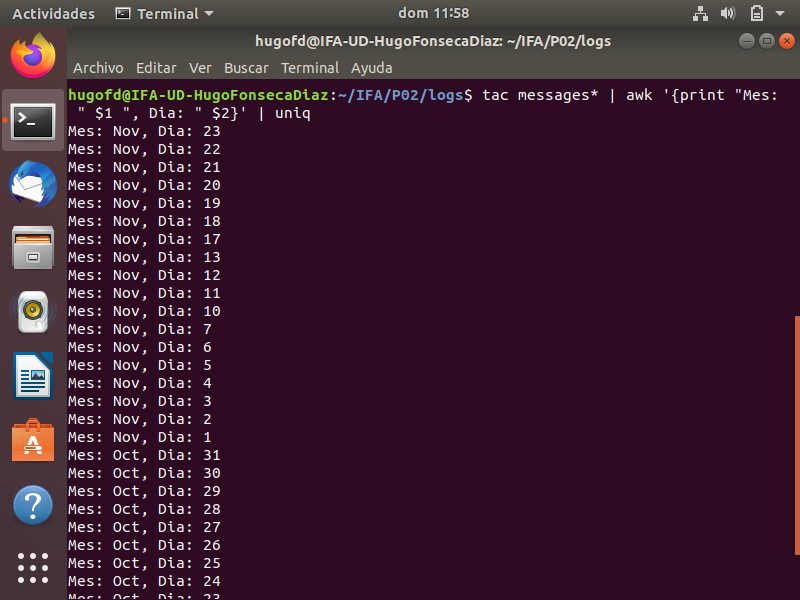 Actividades Terminal dom 11:58
hugofd@IFA-UD-HugoFonsecaDiaz: ~/IFA/P02/logs
Archivo Editar Ver Buscar Terminal Ayuda
hugofd@IFA-UD-HugoFonsecaDiaz:~/IFA/P02/logs$ tac messages* | awk '{print "Mes:
" $1 ", Dia: " $2}' | uniq
Mes: Nov, Dia: 23
Mes: Nov, Dia: 22
Mes: Nov, Dia: 21
Mes: Nov, Dia: 20
Mes: Nov, Dia: 19
Mes: Nov, Dia: 18
Mes: Nov, Dia: 17
Mes: Nov, Dia: 13
Mes: Nov, Dia: 12
Mes: Nov, Dia: 11
Mes: Nov, Dia: 10
Mes: Nov, Dia: 7
Mes: Nov, Dia: 6
Mes: Nov, Dia: 5
Mes: Nov, Dia: 4
Mes: Nov, Dia: 3
Mes: Nov, Dia: 2
Mes: Nov, Dia: 1
Mes: Oct, Dia: 31
Mes: Oct, Dia: 30
Mes: Oct, Dia: 29
Mes: Oct, Dia: 28
Mes: Oct, Dia: 27
Mes: Oct, Dia: 26
Mes: Oct, Dia: 25
Mes: Oct, Dia: 24
Mes: Oct, Dia: 23